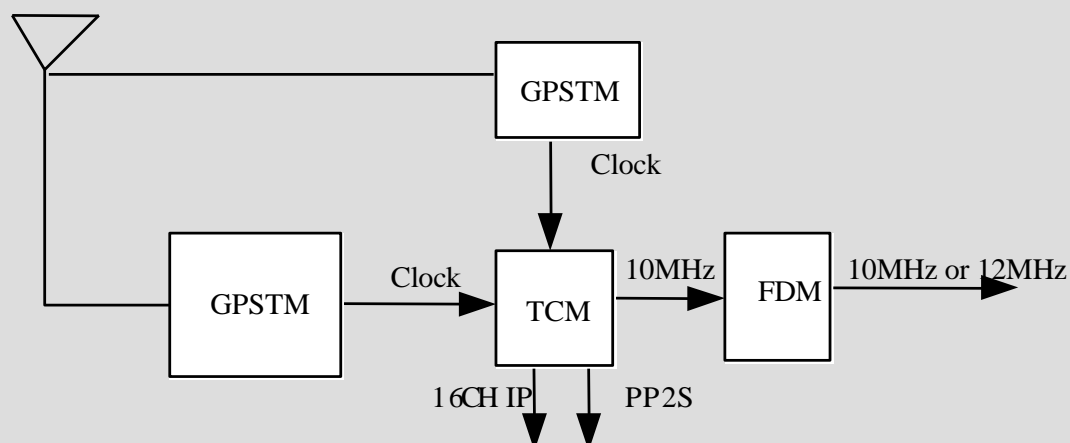 GPSTM
Clock
Clock
10MHz
10MHz or 12MHz
GPSTM
TCM
FDM
16CH IP
PP2S